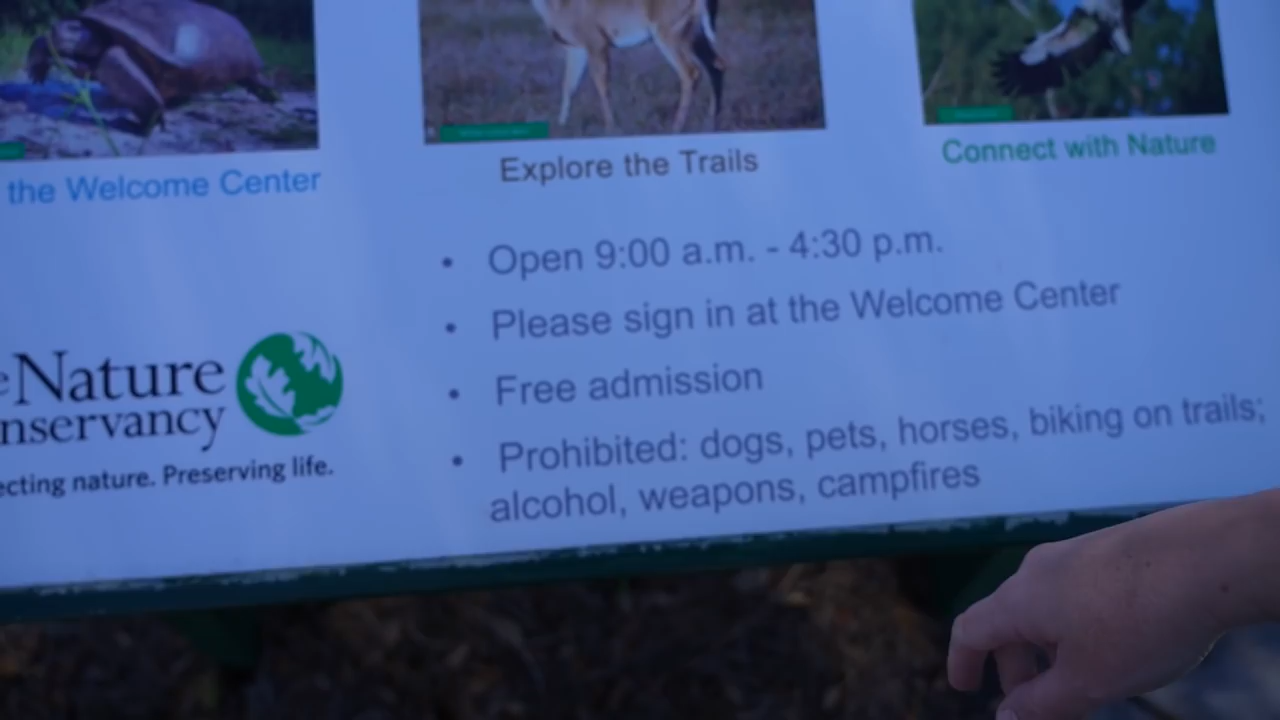 the Welcome Center
Explore the Trails
Connect with Nature
• Open 9:00 a.m. - 4:30 p.m.
• Please sign in at the Welcome Center
• Free admission
• Prohibited: dogs, pets, horses, biking on trails;
alcohol, weapons, campfires
e Nature
nservancy
ecting nature. Preserving life.